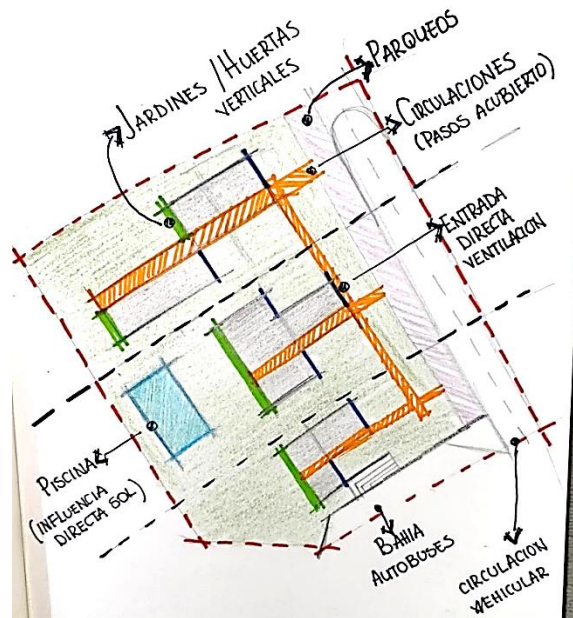 JARDINES / HUERTAS
VERTICALES
PARQUEOS
CIRCULACIONES
(PASOS ACUBIERTO)
ENTRADA
DIRECTA
VENTILACION
PISCINA
(INFLUENCIA
DIRECTA SOL)
BAHIA
AUTOBUSES
CIRCULACION
VEHICULAR